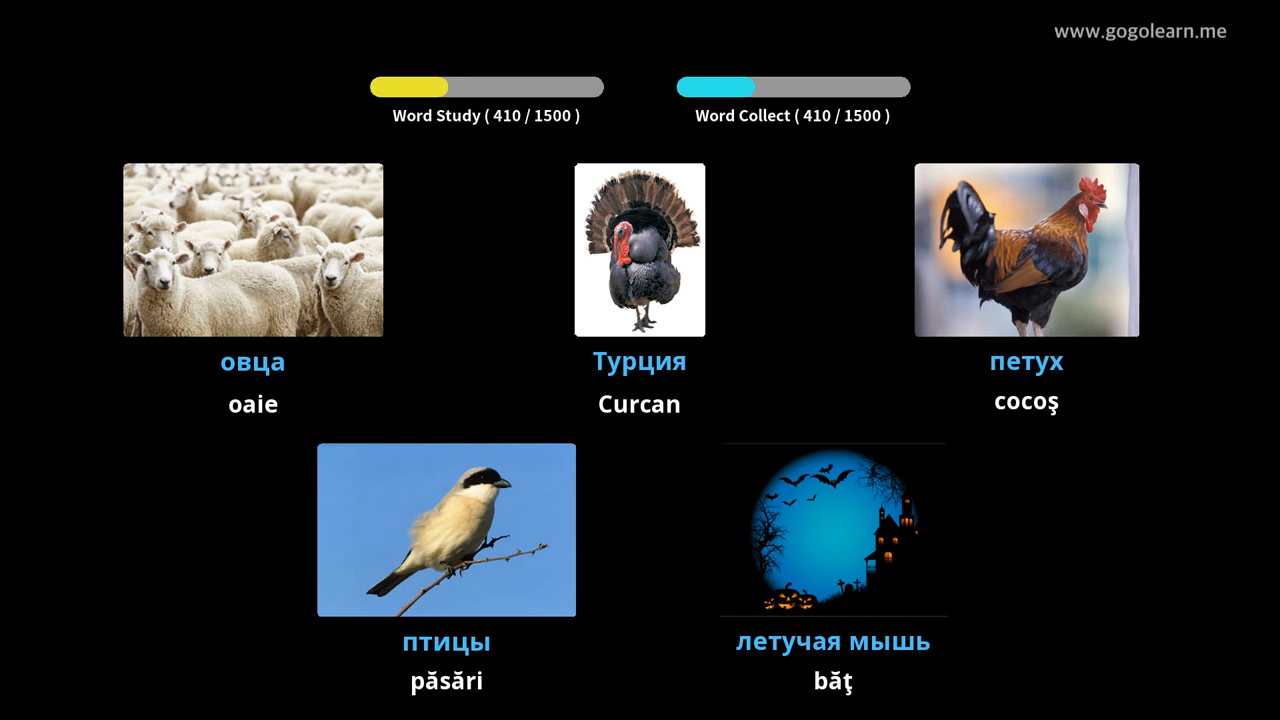 www.gogolearn.me
Word Study ( 410 / 1500 )
Word Collect ( 410 / 1500 )
овца
Турция
петух
oaie
Curcan
cocoş
птицы
летучая мышь
păsări
băţ